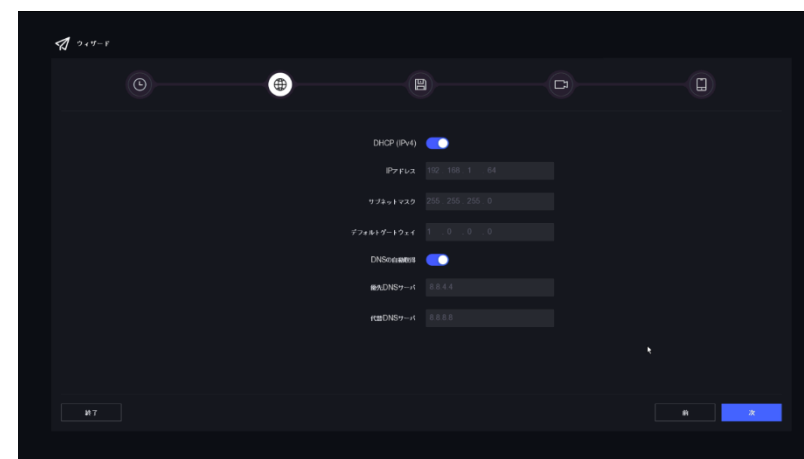 ウィザード
DHCP (IPv4)
IPアドレス 192 . 168 . 1 . 64
サブネットマスク 255 . 255 . 255 . 0
デフォルトゲートウェイ 1 . 0 . 0 . 0
DNSの自動取得
優先DNSサーバ 8.8.4.4
代替DNSサーバ 8.8.8.8
終了 前 次